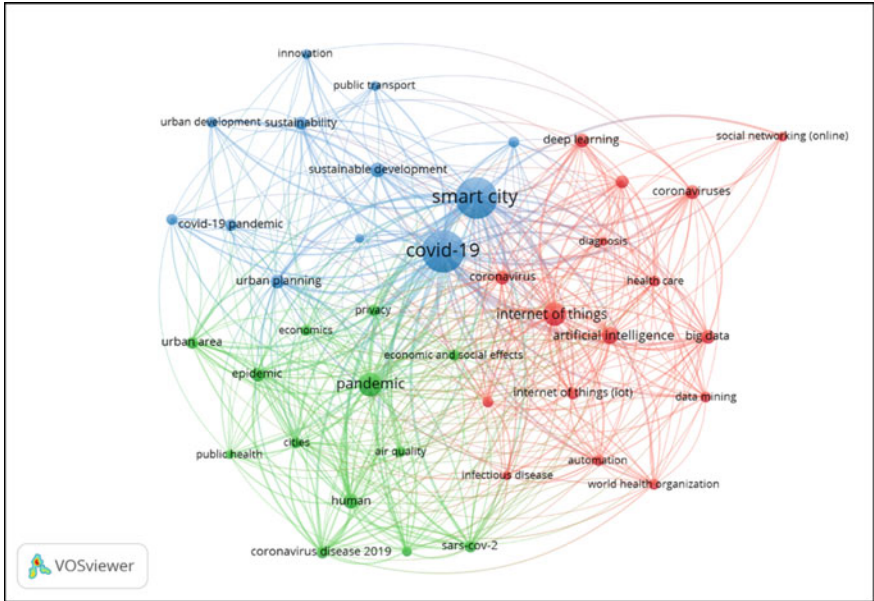 innovation
public transport
urban development
sustainability
deep learning
social networking (online)
sustainable development
smart city
coronaviruses
covid-19 pandemic
diagnosis
covid-19
coronavirus
urban planning
health care
privacy
internet of things
economics
urban area
artificial intelligence
big data
economic and social effects
epidemic
pandemic
internet of things (iot)
data mining
cities
public health
air quality
automation
infectious disease
world health organization
human
coronavirus disease 2019
sars-cov-2
VOSviewer